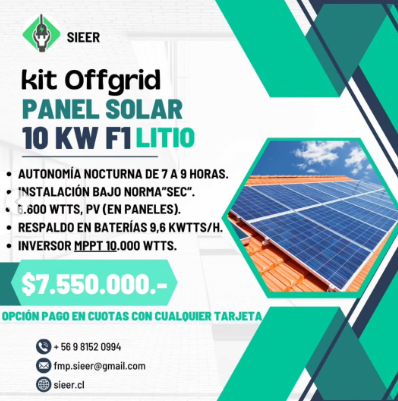 SIEER
kit Offgrid
PANEL SOLAR
10 KW F1 LITIO
• AUTONOMÍA NOCTURNA DE 7 A 9 HORAS.
• INSTALACIÓN BAJO NORMA"SEC".
• 6.600 WTTS, PV (EN PANELES).
• RESPALDO EN BATERÍAS 9,6 KWTTS/H.
• INVERSOR MPPT 10.000 WTTS.
$7.550.000.-
OPCIÓN PAGO EN CUOTAS CON CUALQUIER TARJETA
+ 56 9 8152 0994
fmp.sieer@gmail.com
sieer.cl